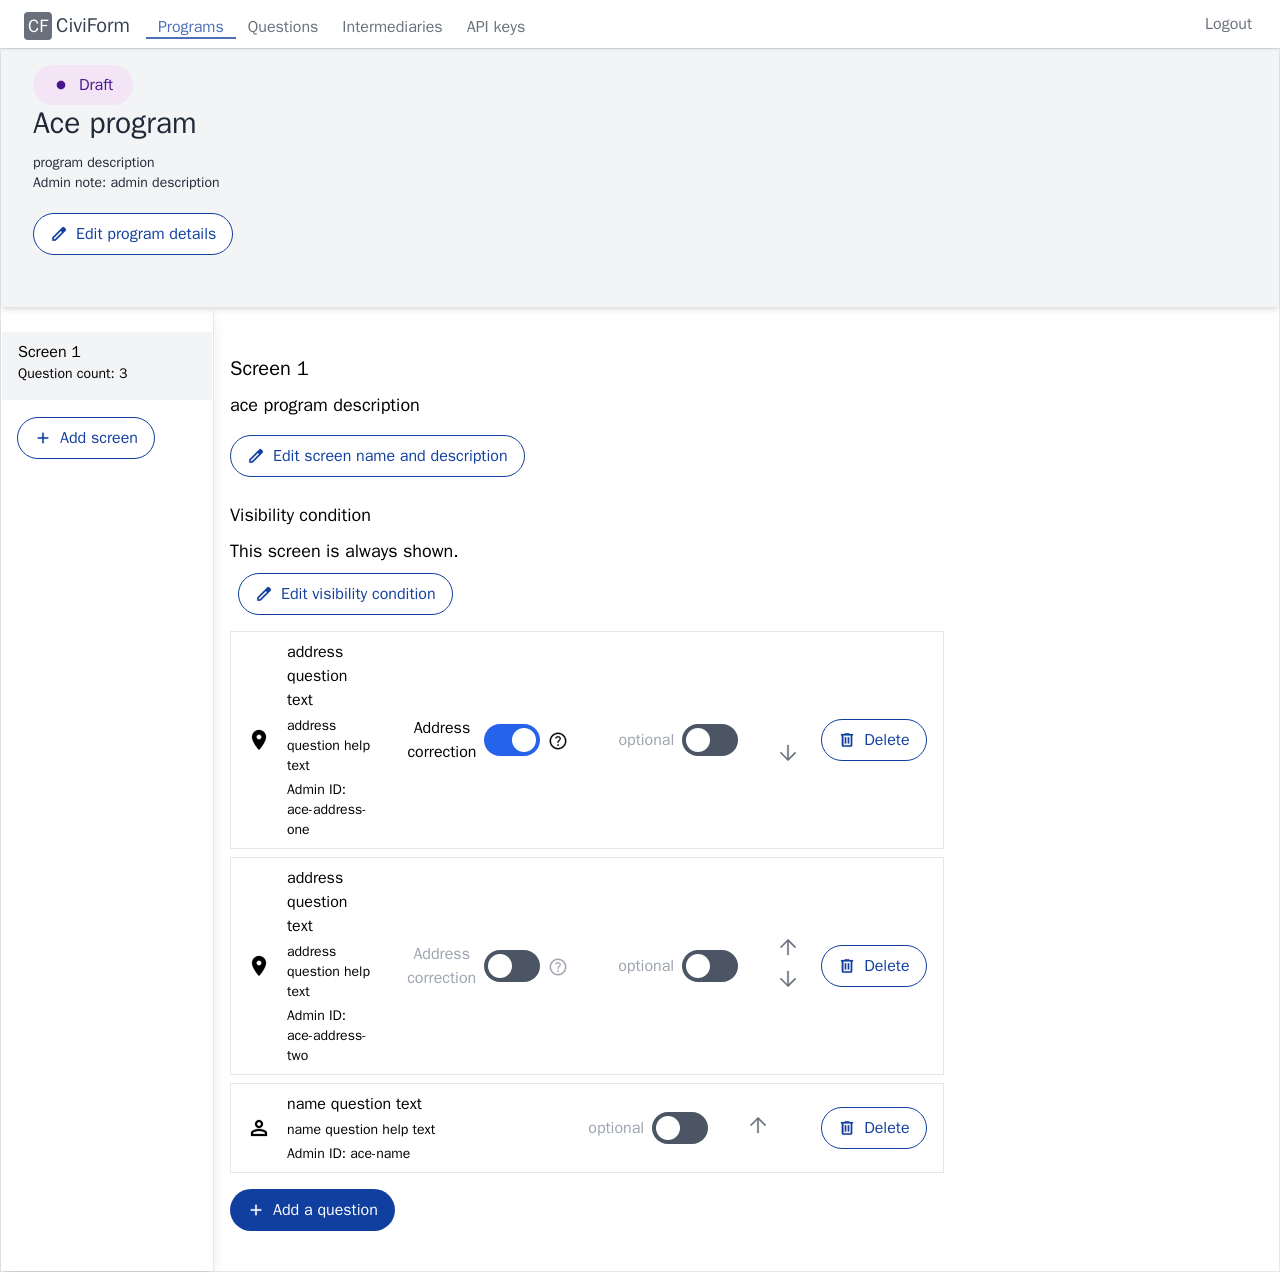 CF CiviForm Programs Questions Intermediaries API keys Logout
Draft
Ace program
program description
Admin note: admin description
Edit program details
Screen 1
Question count: 3
Add screen
Screen 1
ace program description
Edit screen name and description
Visibility condition
This screen is always shown.
Edit visibility condition
address
question
text
address
question help
text
Admin ID:
ace-address-
one
Address
correction
optional
Delete
address
question
text
address
question help
text
Admin ID:
ace-address-
two
Address
correction
optional
Delete
name question text
name question help text
Admin ID: ace-name
optional
Delete
Add a question